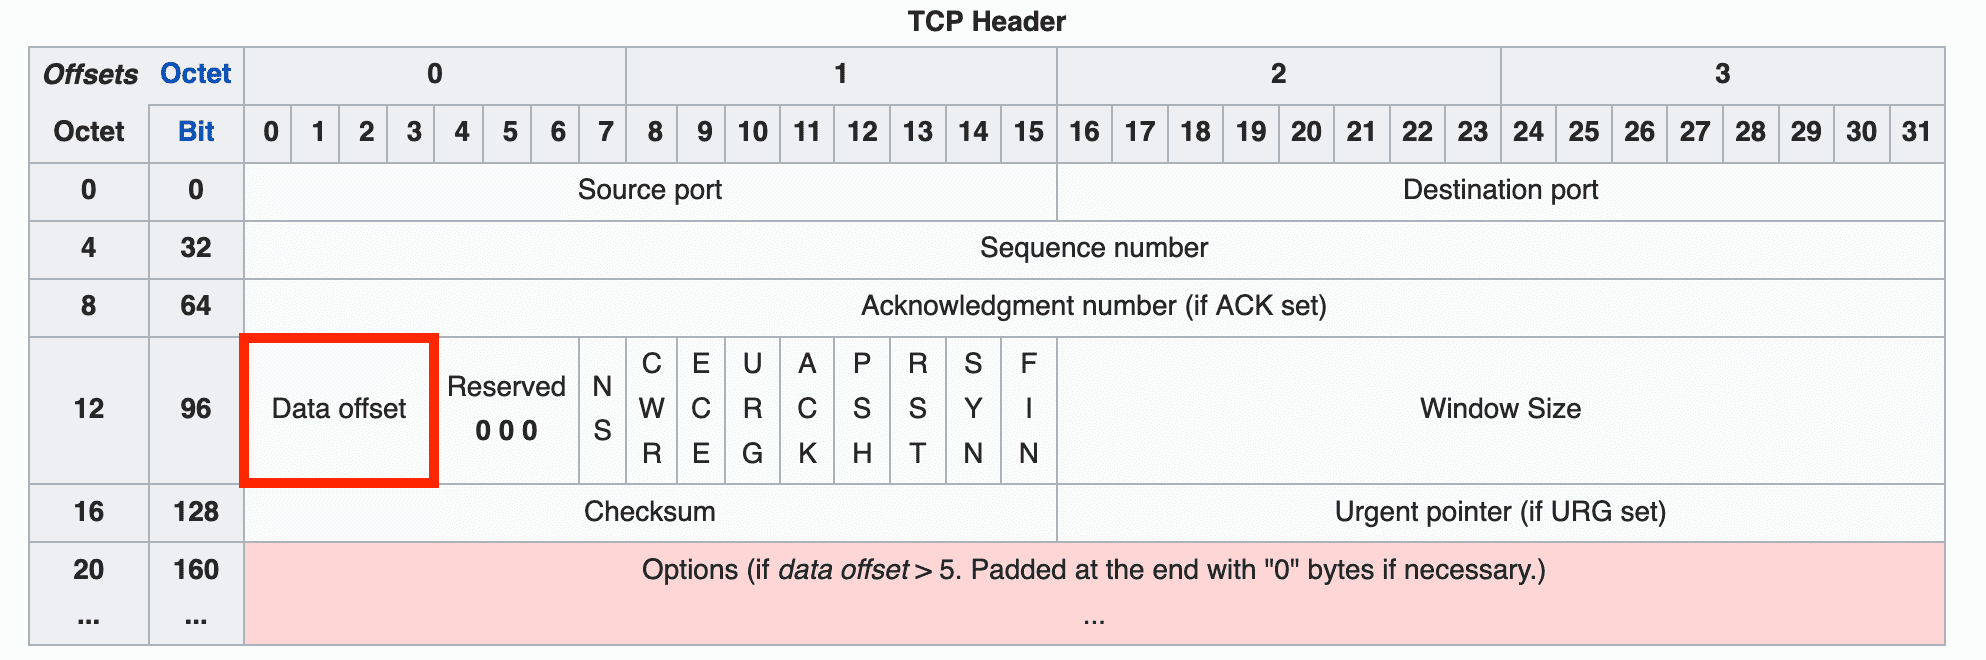 TCP Header
Offsets Octet 0 1 2 3
Octet Bit 0 1 2 3 4 5 6 7 8 9 10 11 12 13 14 15 16 17 18 19 20 21 22 23 24 25 26 27 28 29 30 31
0 0 Source port Destination port
4 32 Sequence number
8 64 Acknowledgment number (if ACK set)
12 96 Data offset Reserved 0 0 0 NS CWR ECE URG ACK PSH RST SYN FIN Window Size
16 128 Checksum Urgent pointer (if URG set)
20 160 Options (if data offset > 5. Padded at the end with "0" bytes if necessary.)
... ... ...